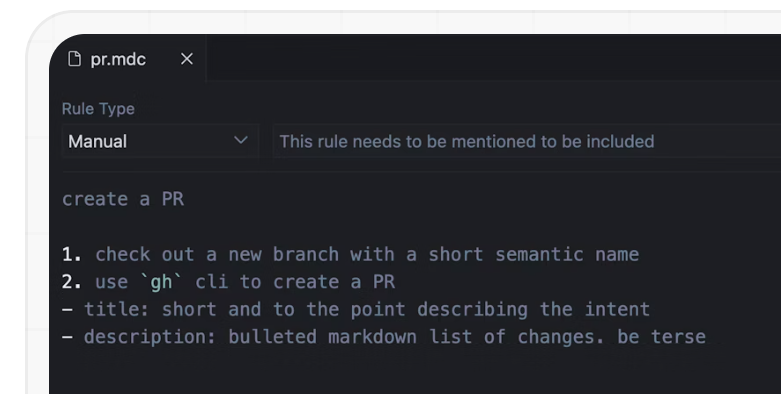 pr.mdc
Rule Type
Manual
This rule needs to be mentioned to be included
create a PR
1. check out a new branch with a short semantic name
2. use `gh` cli to create a PR
- title: short and to the point describing the intent
- description: bulleted markdown list of changes. be terse